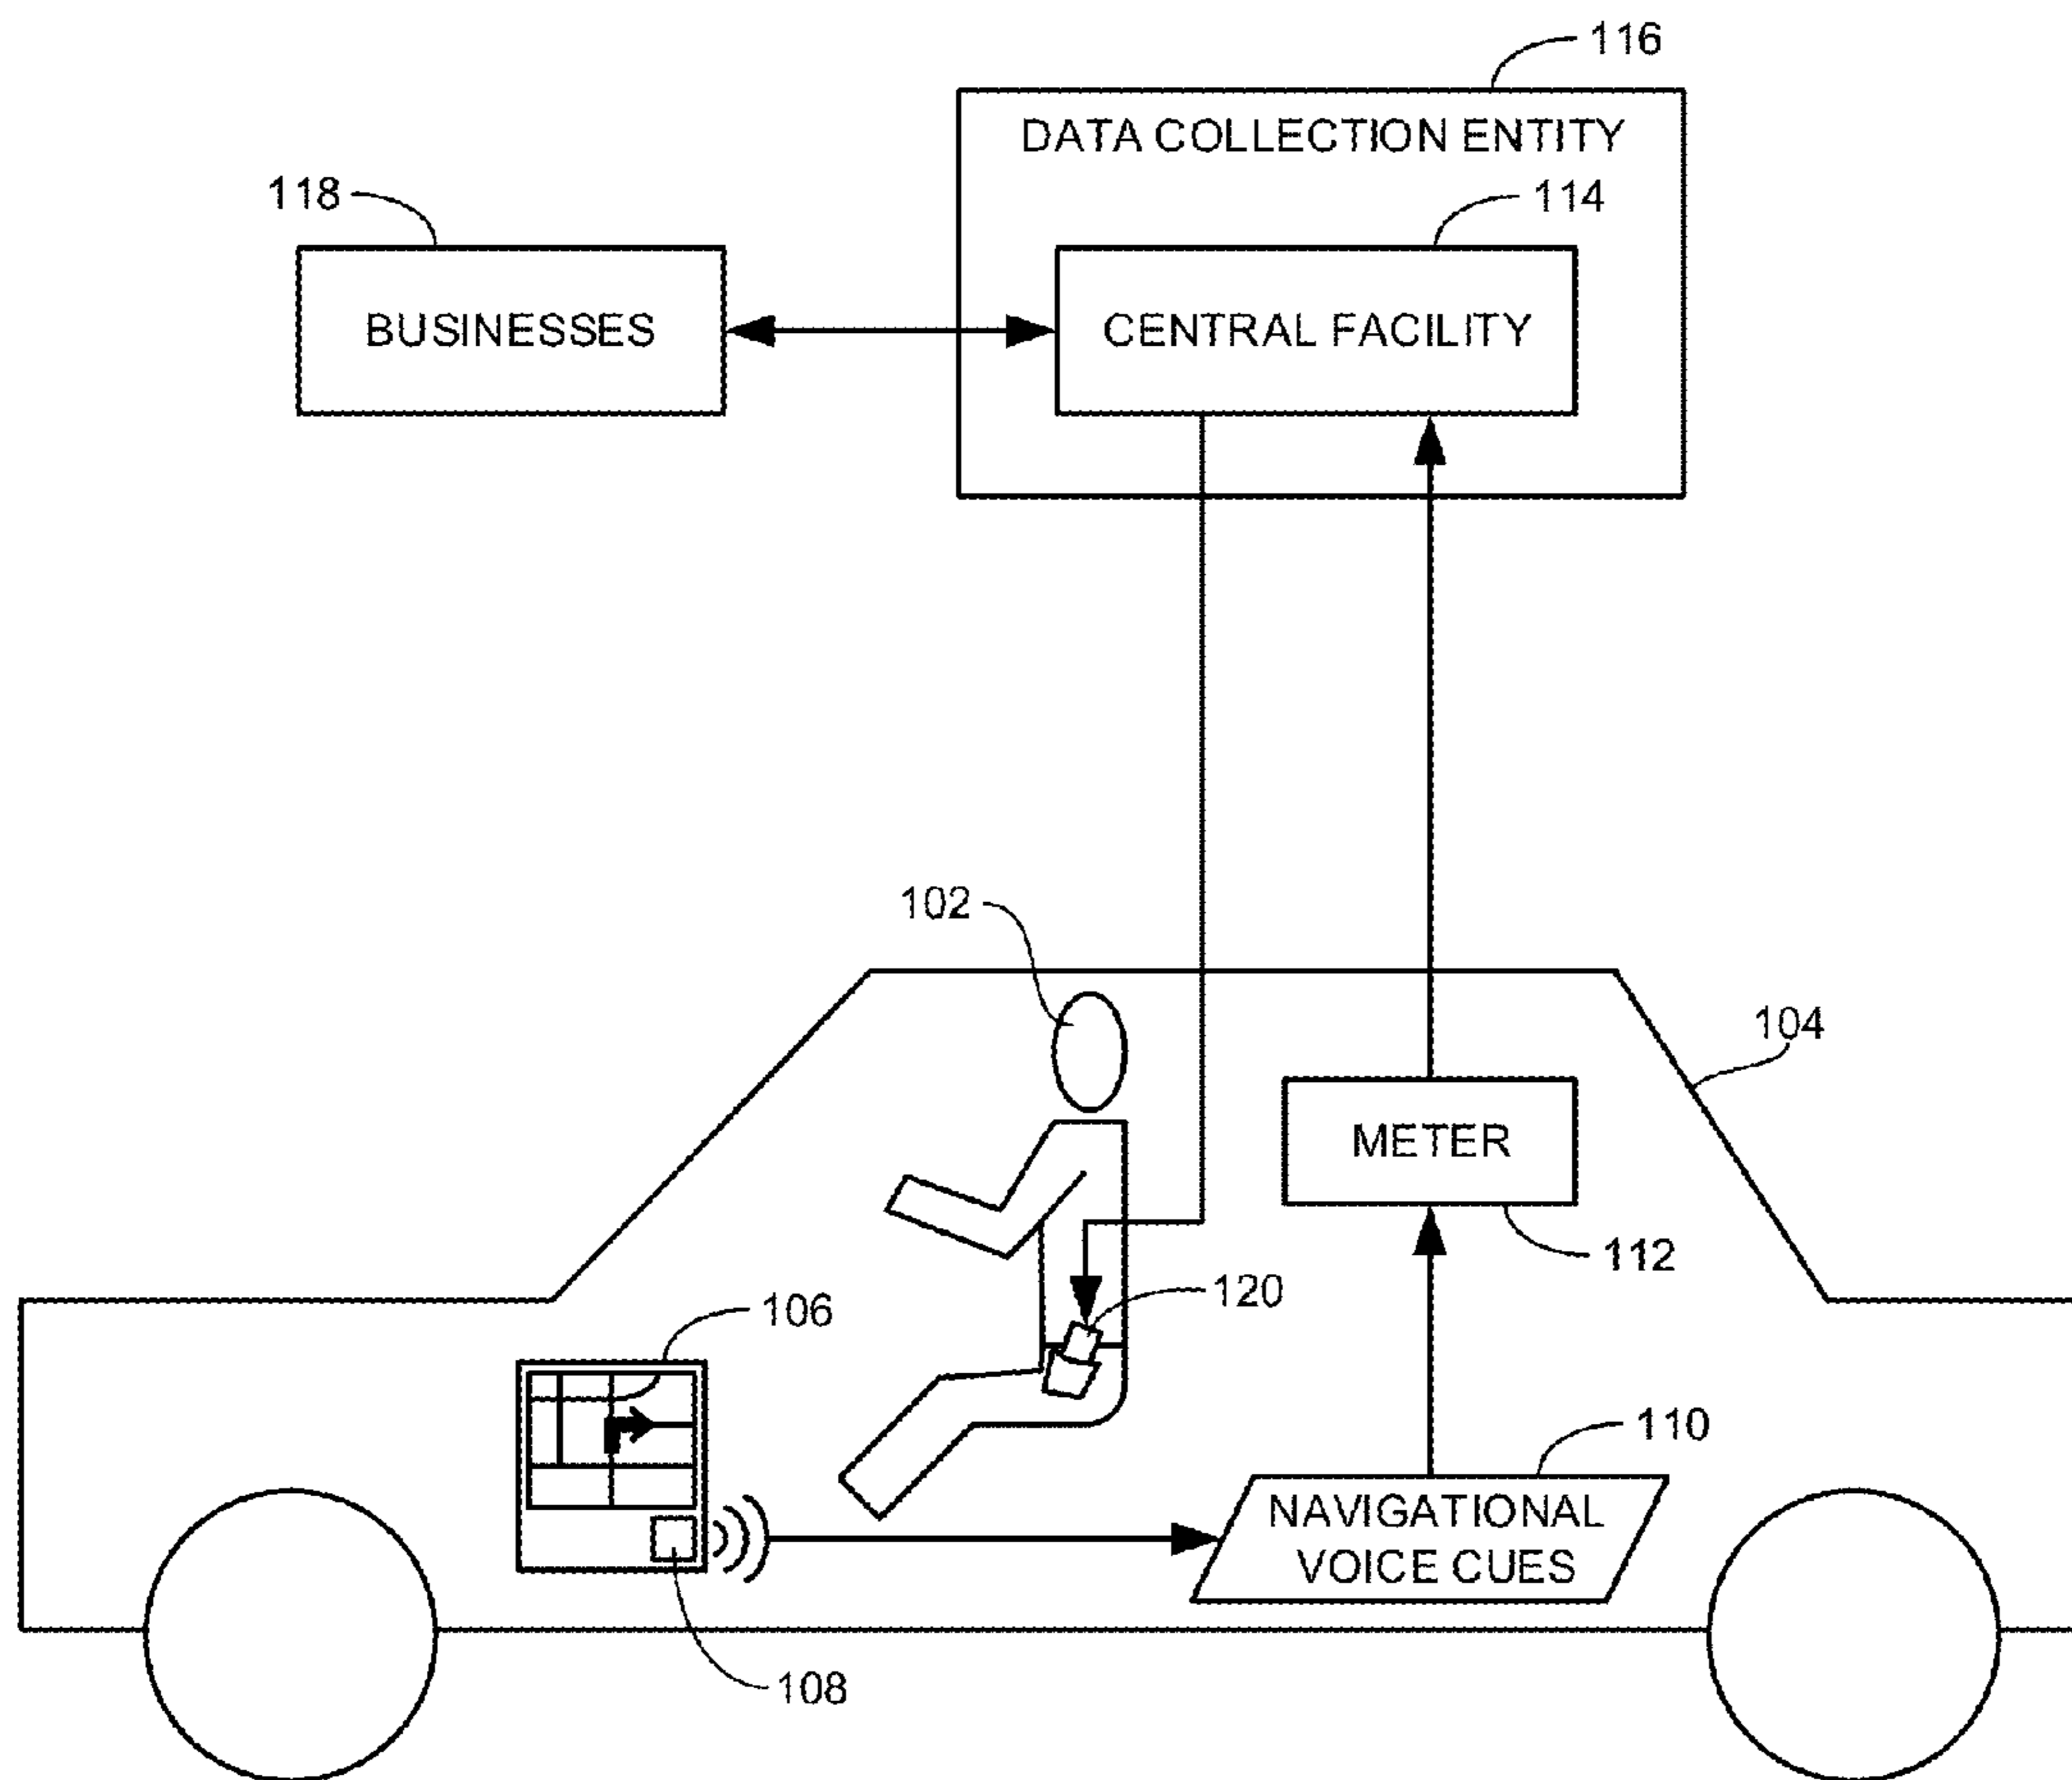 116
DATA COLLECTION ENTITY
118
114
BUSINESSES
CENTRAL FACILITY
102
104
METER
112
120
106
110
NAVIGATIONAL
VOICE CUES
108